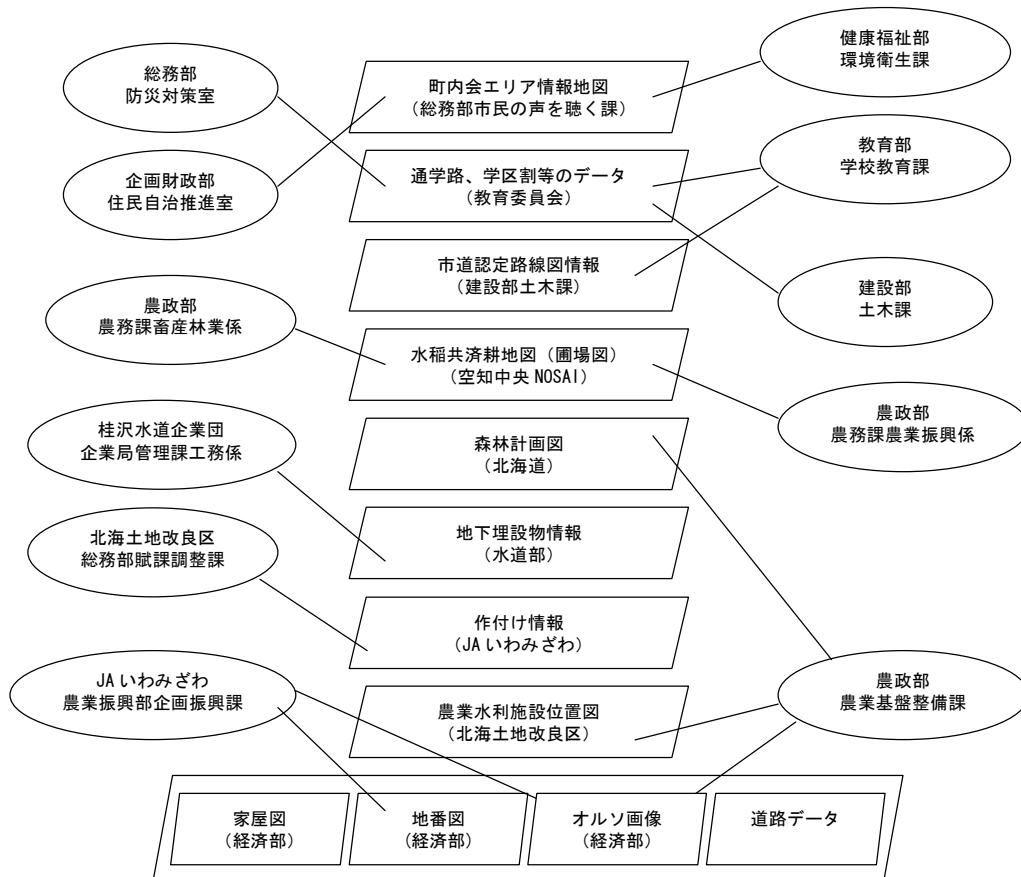 総務部
防災対策室
企画財政部
住民自治推進室
農政部
農務課畜産林業係
桂沢水道企業団
企業局管理課工務係
北海土地改良区
総務部賦課調整課
JAいわみざわ
農業振興部企画振興課
町内会エリア情報地図
(総務部市民の声を聴く課)
通学路、学区割等のデータ
(教育委員会)
市道認定路線図情報
(建設部土木課)
水稲共済耕地図(圃場図)
(空知中央NOSAI)
森林計画図
(北海道)
地下埋設物情報
(水道部)
作付け情報
(JAいわみざわ)
農業水利施設位置図
(北海土地改良区)
健康福祉部
環境衛生課
教育部
学校教育課
建設部
土木課
農政部
農務課農業振興係
農政部
農業基盤整備課
家屋図
(経済部)
地番図
(経済部)
オルソ画像
(経済部)
道路データ